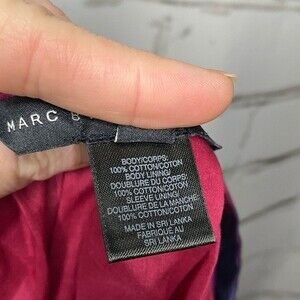 MARC B
BODY/CORPS:
100% COTTON/COTON
BODY LINING/
DOUBLURE DU CORPS:
100% COTTON/COTON
SLEEVE LINING/
DOUBLURE DE LA MANCHE:
100% COTTON/COTON
MADE IN SRI LANKA
FABRIQUÉ AU
SRI LANKA